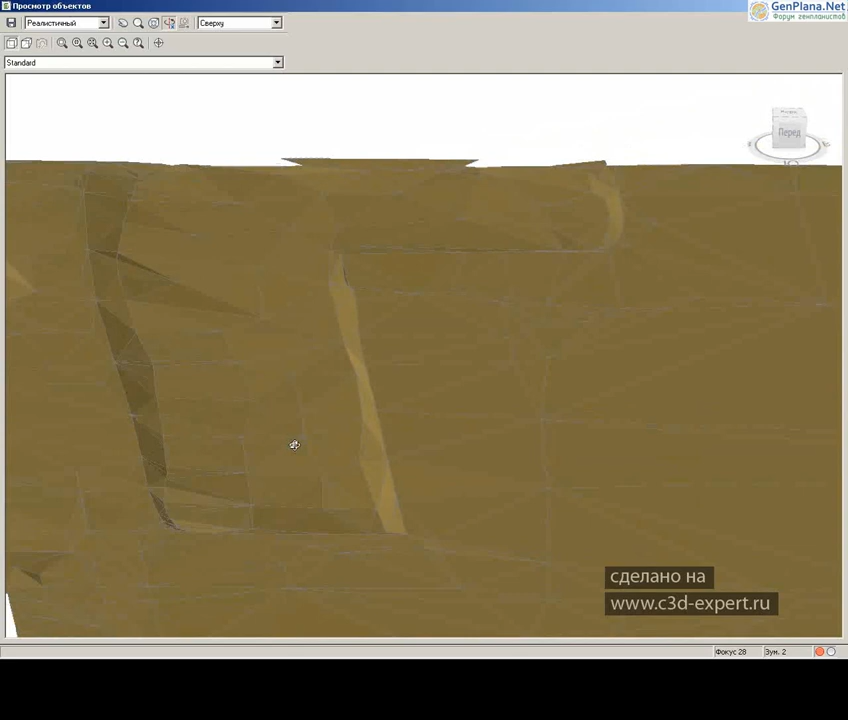 Просмотр объектов
GenPlana.Net
Форум генпланистов
Реалистичный
Сверху
Standard
Перед
сделано на
www.c3d-expert.ru
Фокус 28
Зум. 2